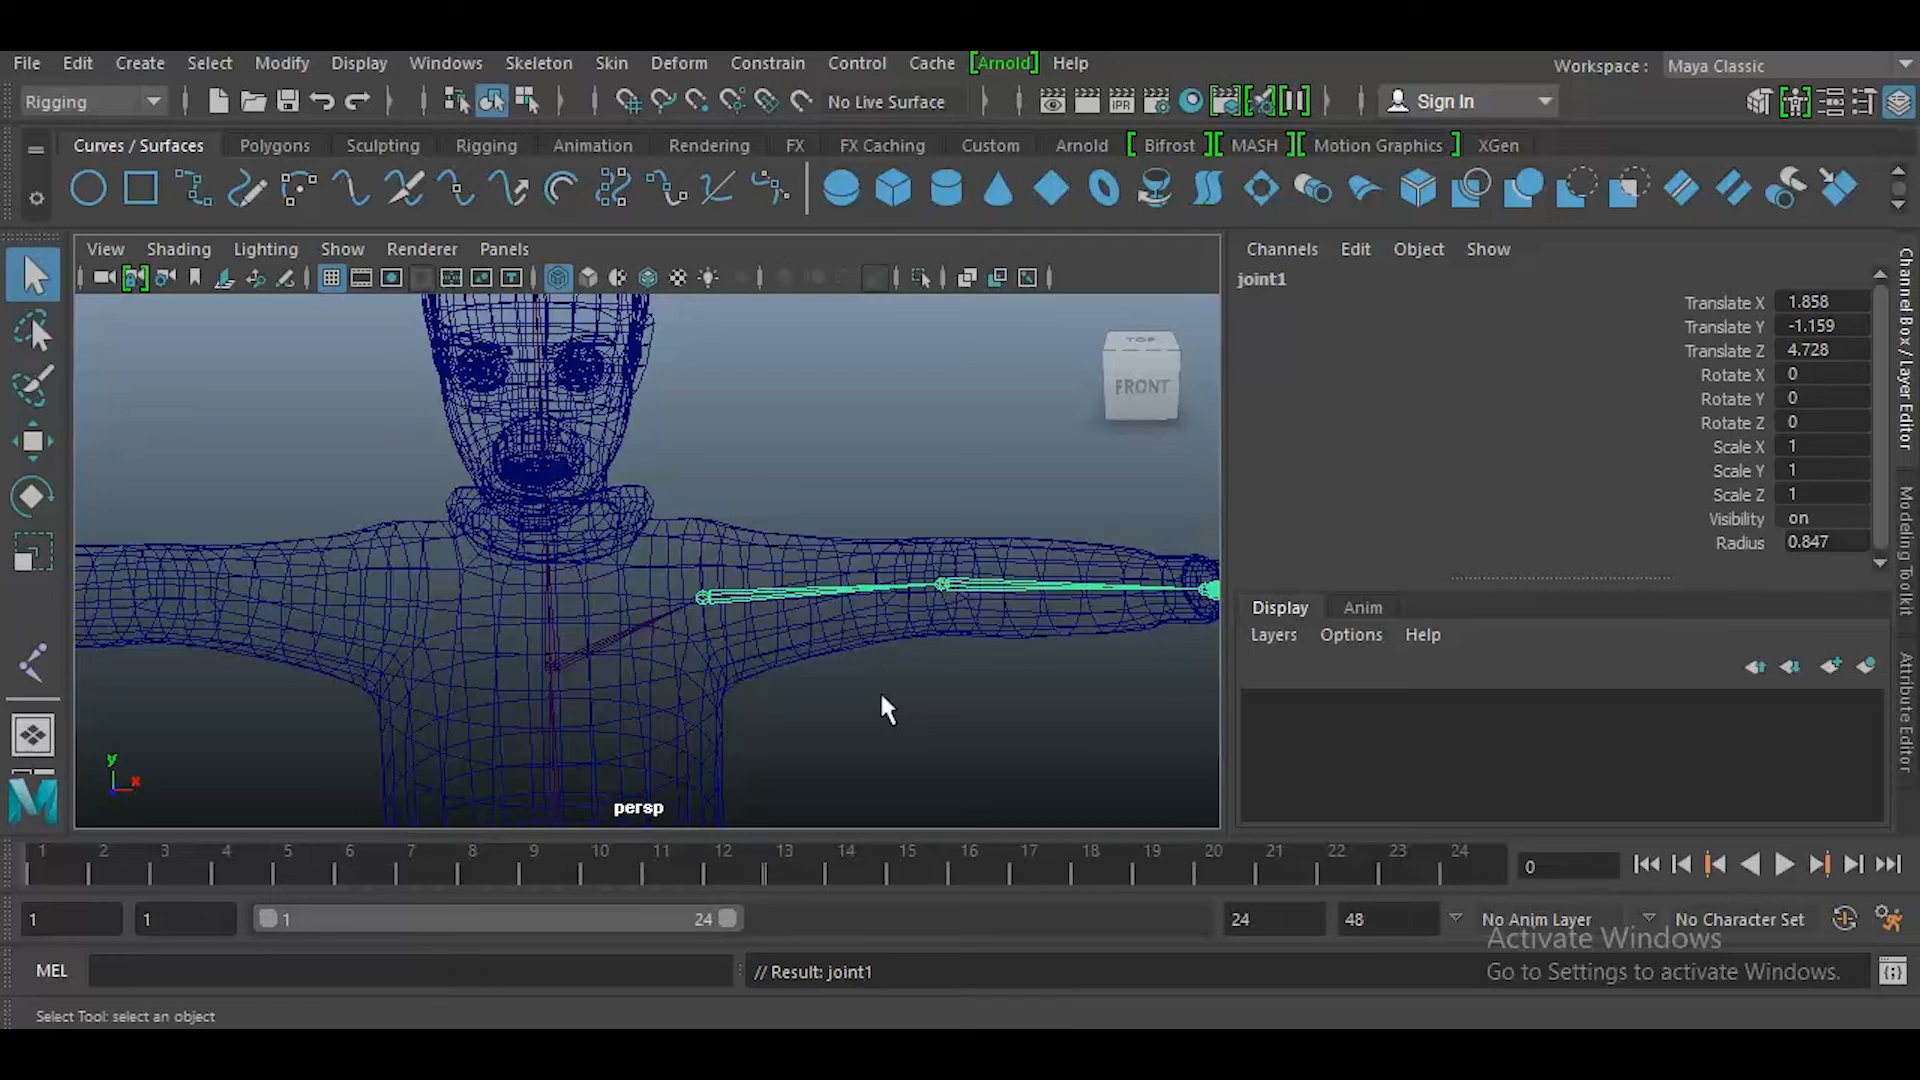 File Edit Create Select Modify Display Windows Skeleton Skin Deform Constrain Control Cache [Arnold] Help Workspace : Maya Classic
Rigging No Live Surface IPR Sign In
Curves / Surfaces Polygons Sculpting Rigging Animation Rendering FX FX Caching Custom Arnold [ Bifrost ][ MASH ][ Motion Graphics ] XGen
View Shading Lighting Show Renderer Panels
Channels Edit Object Show
joint1
Translate X 1.858
Translate Y -1.159
Translate Z 4.728
Rotate X 0
Rotate Y 0
Rotate Z 0
Scale X 1
Scale Y 1
Scale Z 1
Visibility on
Radius 0.847
TOP
FRONT
Display Anim
Layers Options Help
Channel Box / Layer Editor
Modeling Toolkit
Attribute Editor
y
x
persp
1 2 3 4 5 6 7 8 9 10 11 12 13 14 15 16 17 18 19 20 21 22 23 24 0
1 1 1 24 24 48 No Anim Layer No Character Set
Activate Windows
Go to Settings to activate Windows.
MEL // Result: joint1
Select Tool: select an object